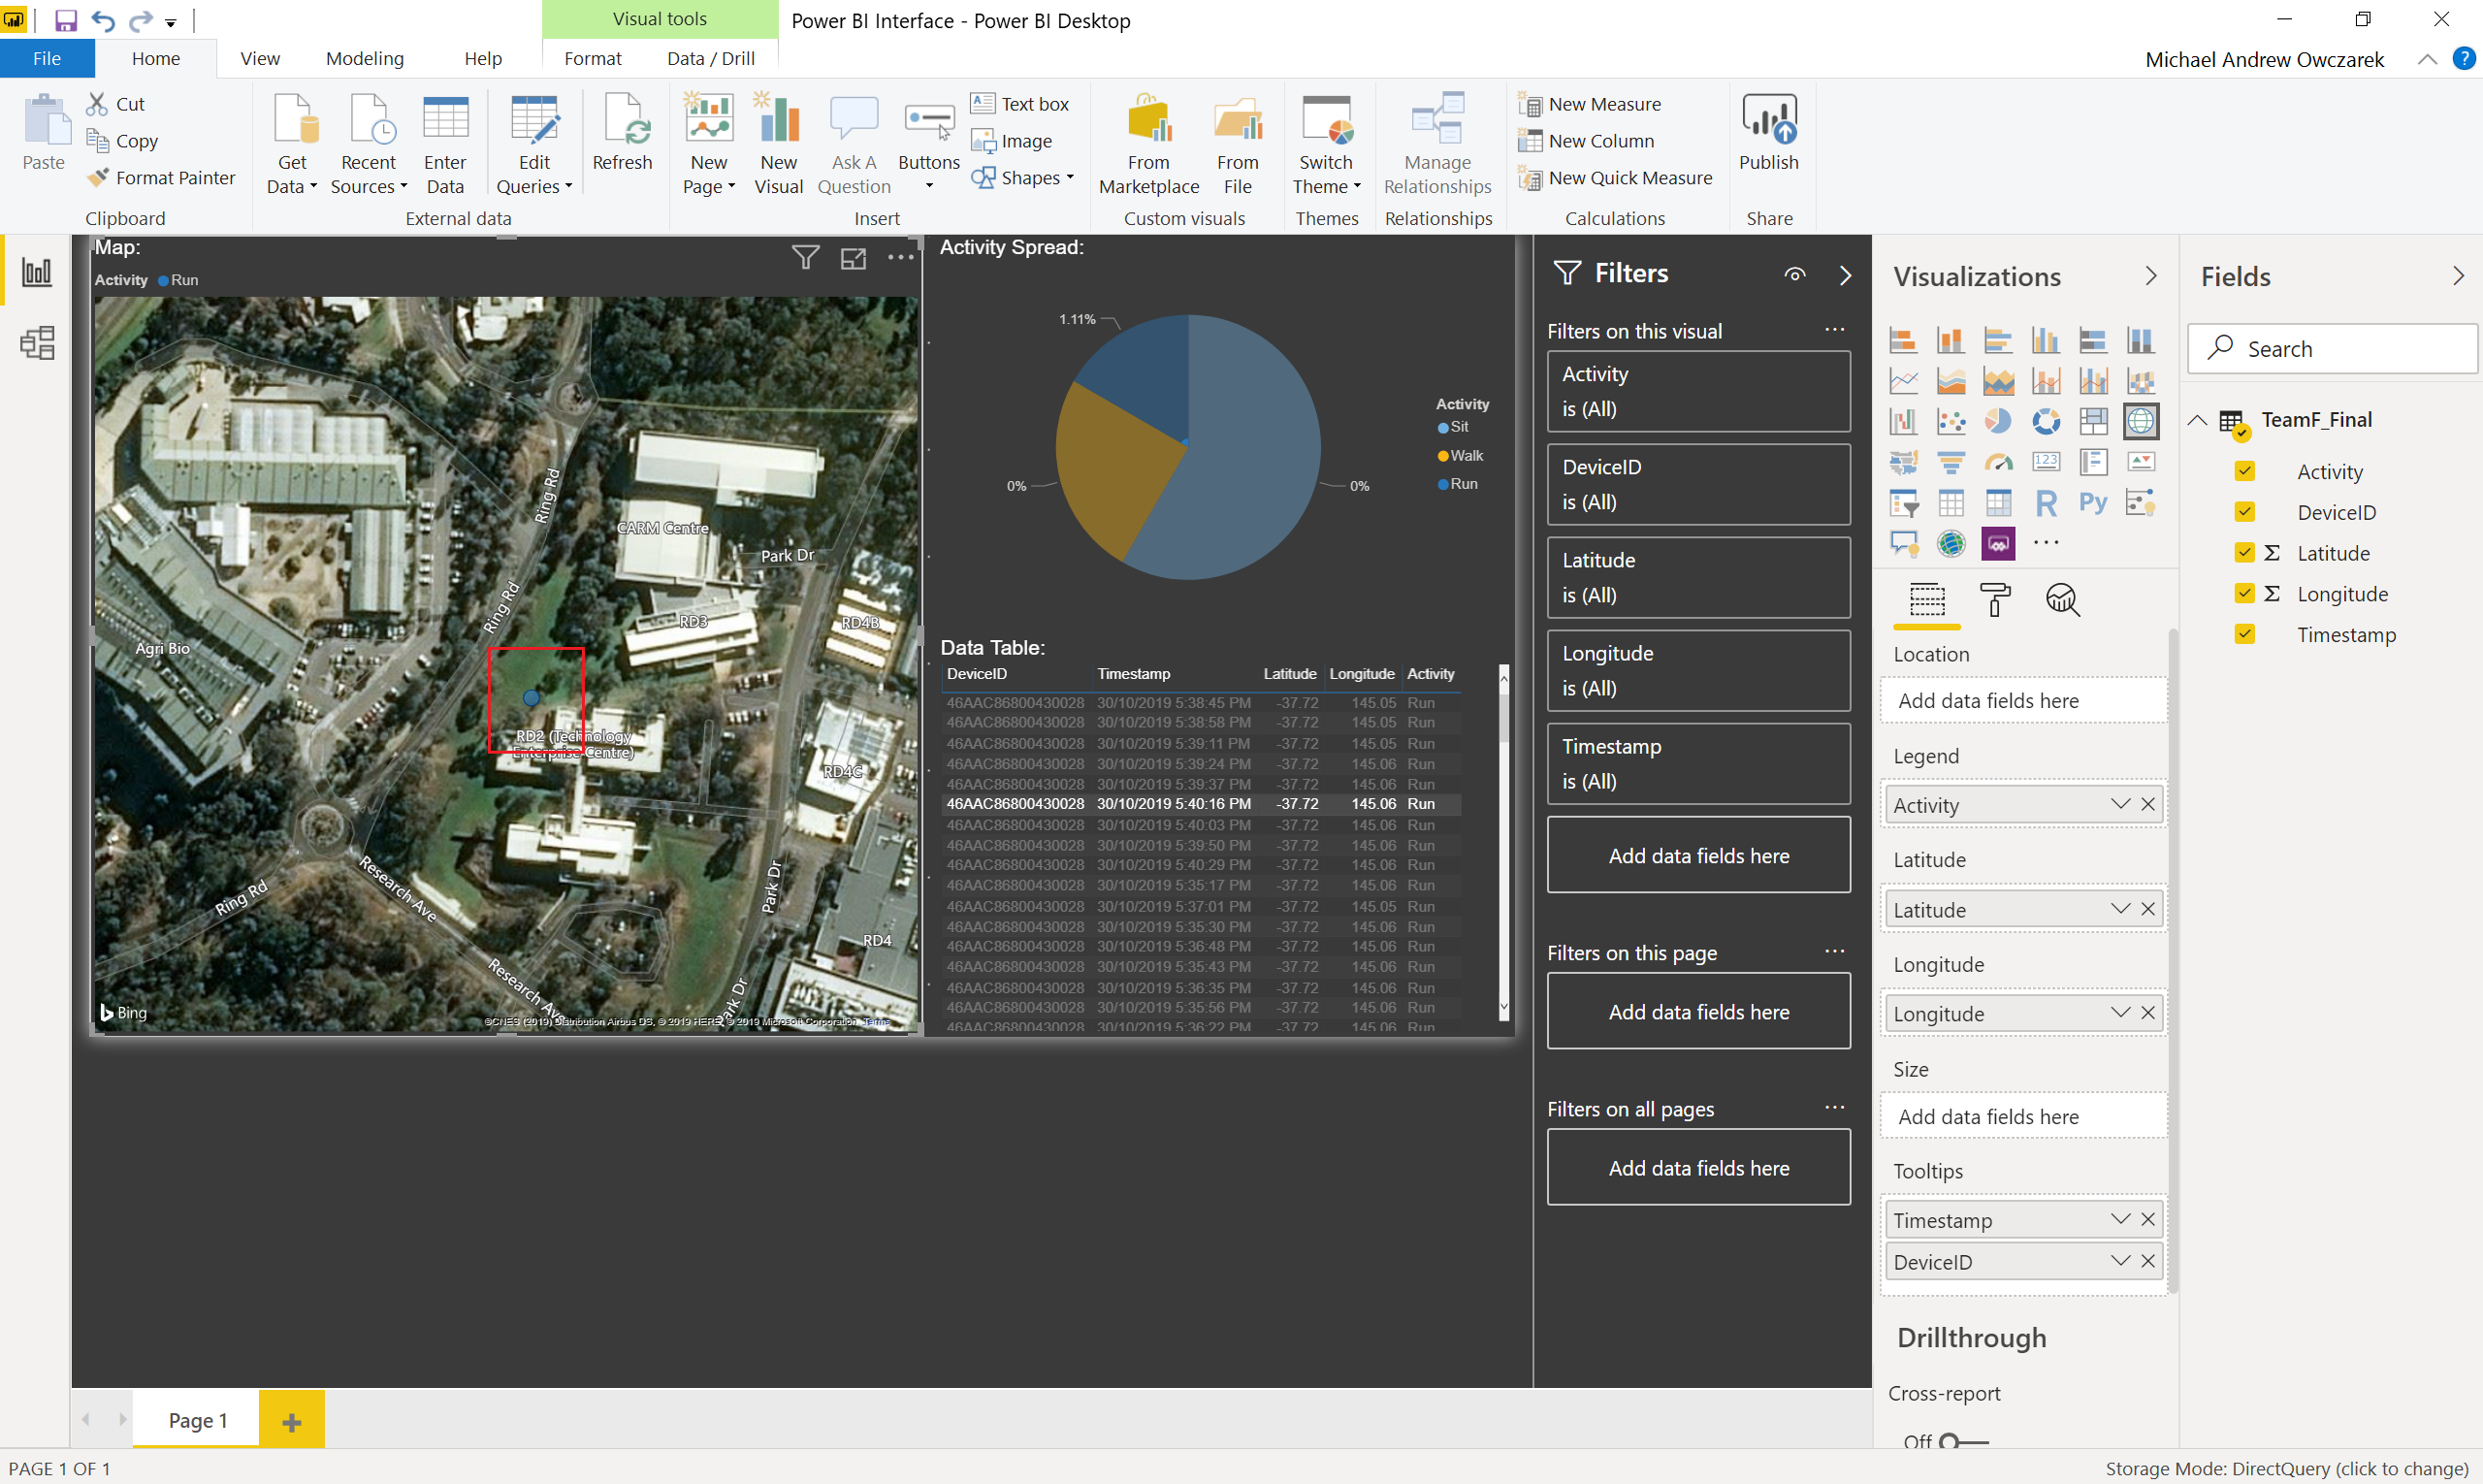 Visual tools
Power BI Interface - Power BI Desktop
File
Home
View
Modeling
Help
Format
Data / Drill
Michael Andrew Owczarek
?
Paste
Cut
Copy
Format Painter
Clipboard
Get Data
Recent Sources
Enter Data
Edit Queries
Refresh
External data
New Page
New Visual
Ask A Question
Buttons
Text box
Image
Shapes
Insert
From Marketplace
From File
Custom visuals
Switch Theme
Themes
Manage Relationships
Relationships
New Measure
New Column
New Quick Measure
Calculations
Publish
Share
Map:
Activity Run
Ring Rd
CARM Centre
Park Dr
Ring Rd
RD3
RD4B
Agri Bio
RD2 (Technology
Enterprise Centre)
RD4C
Research Ave
Ring Rd
Park Dr
RD4
Research Ave
Park Dr
Bing
©CNES (2019) Distribution Airbus DS, © 2019 HERE, © 2019 Microsoft Corporation Terms
Activity Spread:
1.11%
0%
0%
Activity
Sit
Walk
Run
Data Table:
DeviceID Timestamp Latitude Longitude Activity
46AAC86800430028 30/10/2019 5:38:45 PM -37.72 145.05 Run
46AAC86800430028 30/10/2019 5:38:58 PM -37.72 145.05 Run
46AAC86800430028 30/10/2019 5:39:11 PM -37.72 145.05 Run
46AAC86800430028 30/10/2019 5:39:24 PM -37.72 145.06 Run
46AAC86800430028 30/10/2019 5:39:37 PM -37.72 145.06 Run
46AAC86800430028 30/10/2019 5:40:16 PM -37.72 145.06 Run
46AAC86800430028 30/10/2019 5:40:03 PM -37.72 145.06 Run
46AAC86800430028 30/10/2019 5:39:50 PM -37.72 145.06 Run
46AAC86800430028 30/10/2019 5:40:29 PM -37.72 145.06 Run
46AAC86800430028 30/10/2019 5:35:17 PM -37.72 145.06 Run
46AAC86800430028 30/10/2019 5:37:01 PM -37.72 145.05 Run
46AAC86800430028 30/10/2019 5:35:30 PM -37.72 145.06 Run
46AAC86800430028 30/10/2019 5:36:48 PM -37.72 145.06 Run
46AAC86800430028 30/10/2019 5:35:43 PM -37.72 145.06 Run
46AAC86800430028 30/10/2019 5:36:35 PM -37.72 145.06 Run
46AAC86800430028 30/10/2019 5:35:56 PM -37.72 145.06 Run
46AAC86800430028 30/10/2019 5:36:22 PM -37.72 145.06 Run
Filters
Filters on this visual
Activity
is (All)
DeviceID
is (All)
Latitude
is (All)
Longitude
is (All)
Timestamp
is (All)
Add data fields here
Filters on this page
Add data fields here
Filters on all pages
Add data fields here
Visualizations
123
R
Py
Location
Add data fields here
Legend
Activity
Latitude
Latitude
Longitude
Longitude
Size
Add data fields here
Tooltips
Timestamp
DeviceID
Drillthrough
Cross-report
Off
Fields
Search
TeamF_Final
Activity
DeviceID
Σ Latitude
Σ Longitude
Timestamp
Page 1
+
PAGE 1 OF 1
Storage Mode: DirectQuery (click to change)